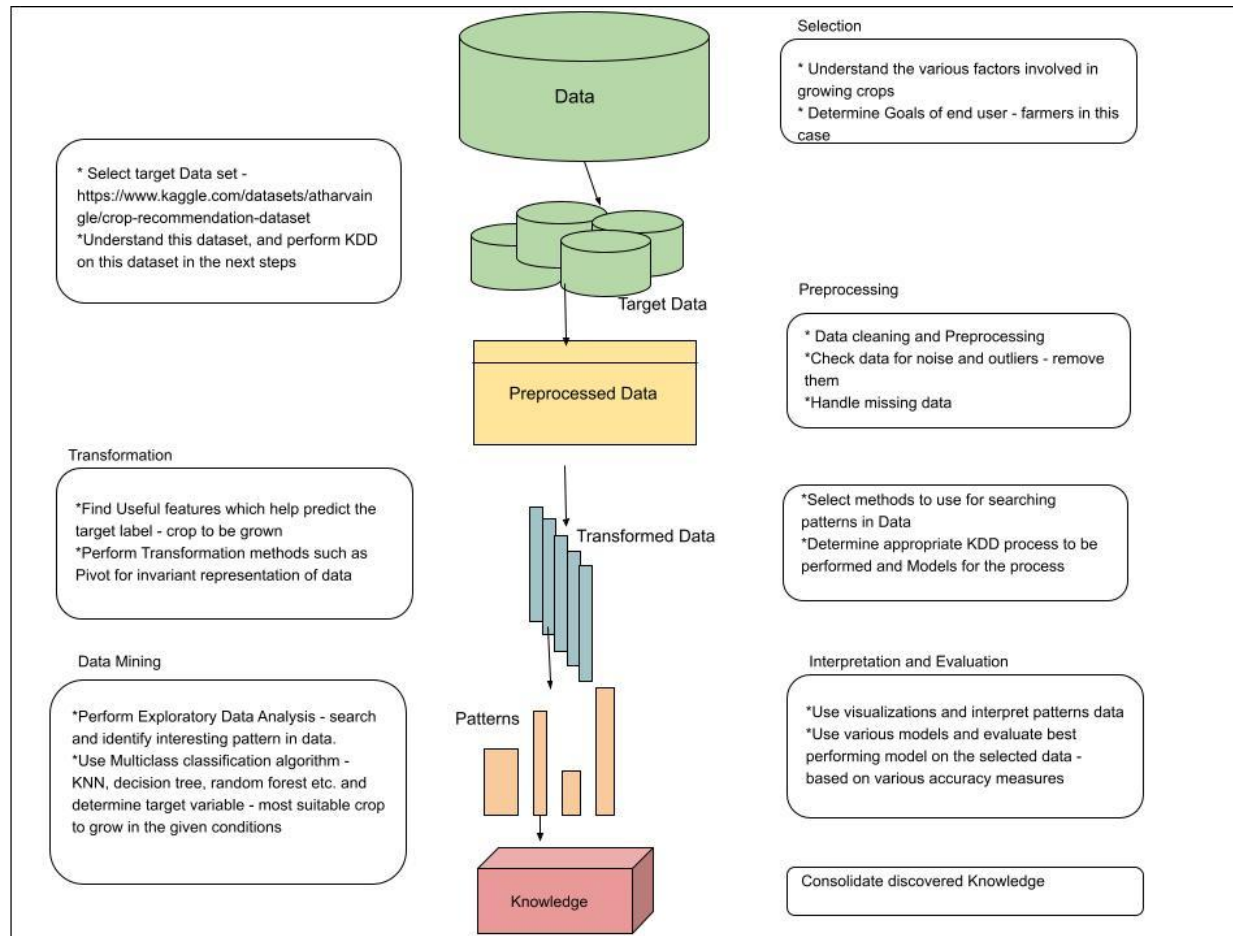 Data
Selection
* Understand the various factors involved in
growing crops
* Determine Goals of end user - farmers in this
case
* Select target Data set -
https://www.kaggle.com/datasets/atharvain
gle/crop-recommendation-dataset
*Understand this dataset, and perform KDD
on this dataset in the next steps
Target Data
Preprocessing
* Data cleaning and Preprocessing
*Check data for noise and outliers - remove
them
*Handle missing data
Preprocessed Data
Transformation
*Find Useful features which help predict the
target label - crop to be grown
*Perform Transformation methods such as
Pivot for invariant representation of data
Transformed Data
*Select methods to use for searching
patterns in Data
*Determine appropriate KDD process to be
performed and Models for the process
Data Mining
*Perform Exploratory Data Analysis - search
and identify interesting pattern in data.
*Use Multiclass classification algorithm -
KNN, decision tree, random forest etc. and
determine target variable - most suitable crop
to grow in the given conditions
Patterns
Interpretation and Evaluation
*Use visualizations and interpret patterns data
*Use various models and evaluate best
performing model on the selected data -
based on various accuracy measures
Knowledge
Consolidate discovered Knowledge